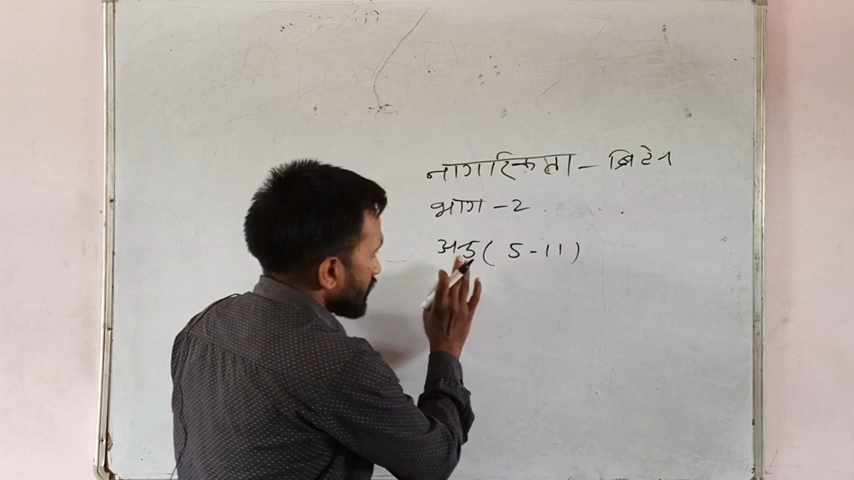 नागरिकता - ब्रिटेन
भाग - 2
अनु ( 5 - 11 )